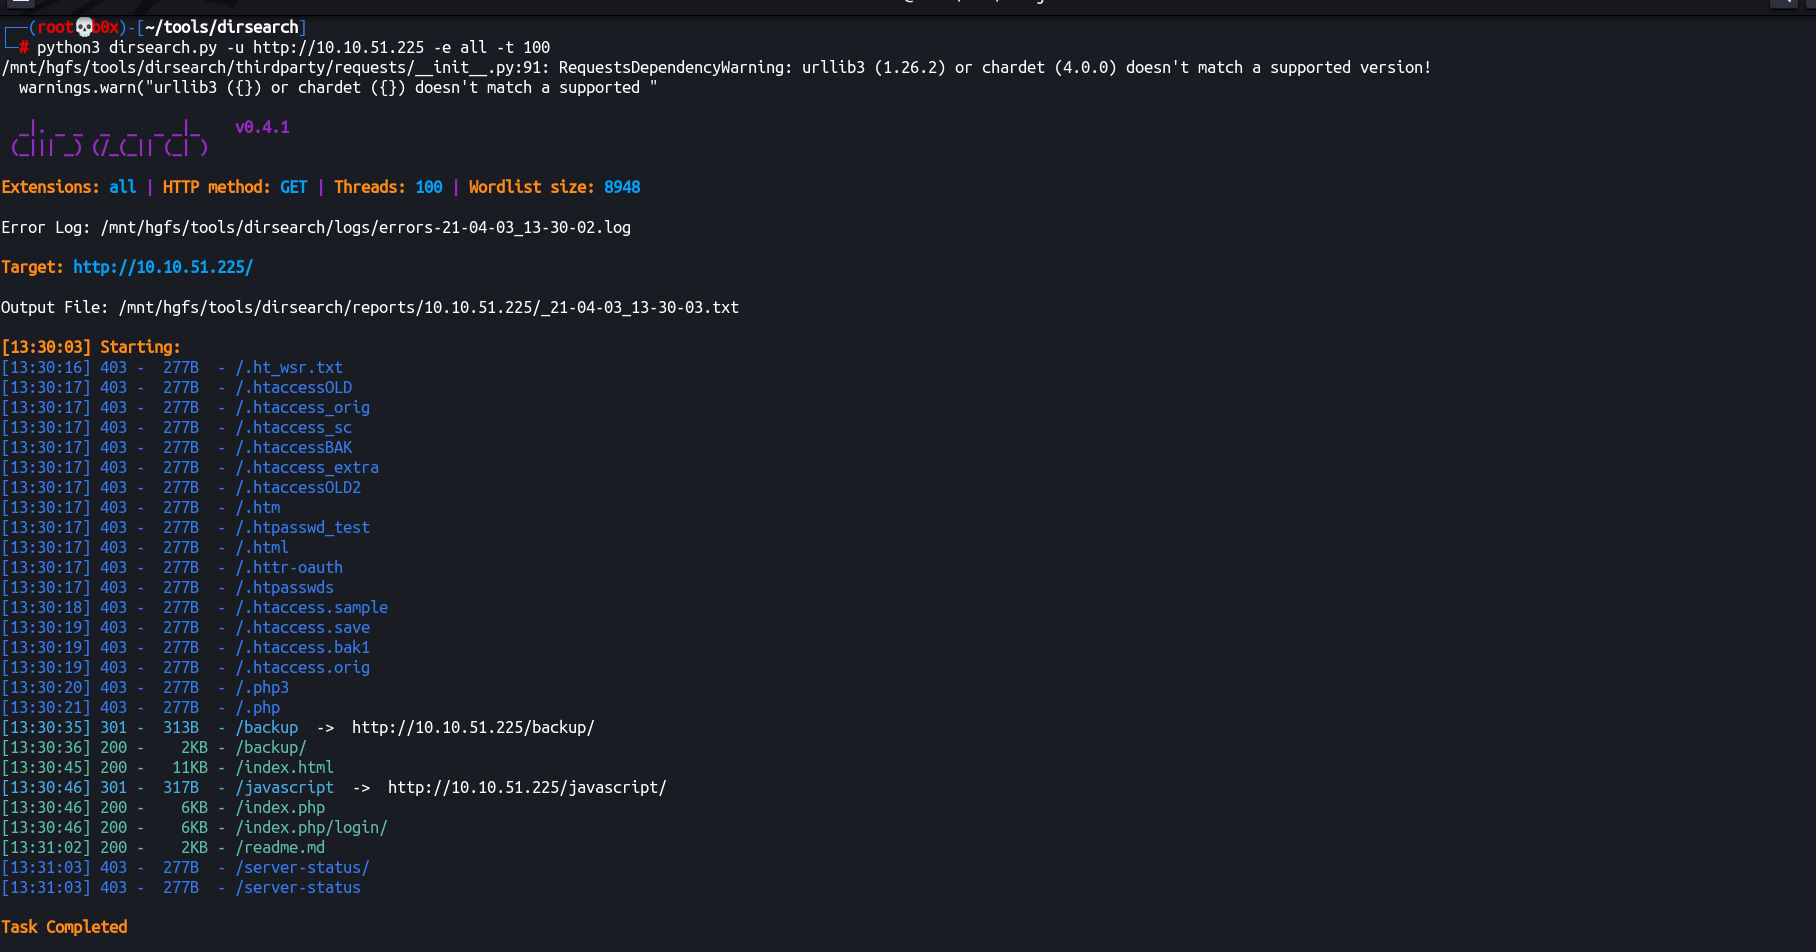 (root💀b0x)-[~/tools/dirsearch]
# python3 dirsearch.py -u http://10.10.51.225 -e all -t 100
/mnt/hgfs/tools/dirsearch/thirdparty/requests/__init__.py:91: RequestsDependencyWarning: urllib3 (1.26.2) or chardet (4.0.0) doesn't match a supported version!
  warnings.warn("urllib3 ({}) or chardet ({}) doesn't match a supported "
  _|. _ _  _  _  _ _|_    v0.4.1
 (_||| _) (/_(_|| (_| )
Extensions: all | HTTP method: GET | Threads: 100 | Wordlist size: 8948
Error Log: /mnt/hgfs/tools/dirsearch/logs/errors-21-04-03_13-30-02.log
Target: http://10.10.51.225/
Output File: /mnt/hgfs/tools/dirsearch/reports/10.10.51.225/_21-04-03_13-30-03.txt
[13:30:03] Starting:
[13:30:16] 403 -  277B  - /.ht_wsr.txt
[13:30:17] 403 -  277B  - /.htaccessOLD
[13:30:17] 403 -  277B  - /.htaccess_orig
[13:30:17] 403 -  277B  - /.htaccess_sc
[13:30:17] 403 -  277B  - /.htaccessBAK
[13:30:17] 403 -  277B  - /.htaccess_extra
[13:30:17] 403 -  277B  - /.htaccessOLD2
[13:30:17] 403 -  277B  - /.htm
[13:30:17] 403 -  277B  - /.htpasswd_test
[13:30:17] 403 -  277B  - /.html
[13:30:17] 403 -  277B  - /.httr-oauth
[13:30:17] 403 -  277B  - /.htpasswds
[13:30:18] 403 -  277B  - /.htaccess.sample
[13:30:19] 403 -  277B  - /.htaccess.save
[13:30:19] 403 -  277B  - /.htaccess.bak1
[13:30:19] 403 -  277B  - /.htaccess.orig
[13:30:20] 403 -  277B  - /.php3
[13:30:21] 403 -  277B  - /.php
[13:30:35] 301 -  313B  - /backup  ->  http://10.10.51.225/backup/
[13:30:36] 200 -    2KB - /backup/
[13:30:45] 200 -   11KB - /index.html
[13:30:46] 301 -  317B  - /javascript  ->  http://10.10.51.225/javascript/
[13:30:46] 200 -    6KB - /index.php
[13:30:46] 200 -    6KB - /index.php/login/
[13:31:02] 200 -    2KB - /readme.md
[13:31:03] 403 -  277B  - /server-status/
[13:31:03] 403 -  277B  - /server-status
Task Completed